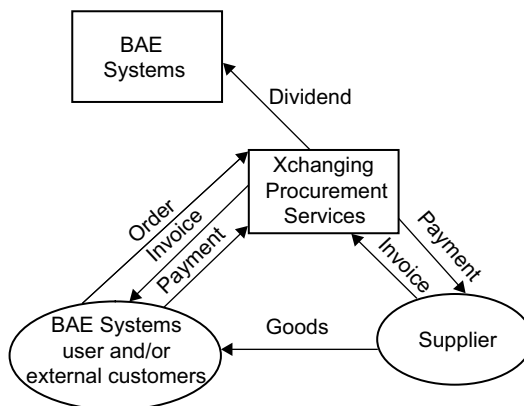 BAE
Systems
Dividend
Xchanging
Procurement
Services
Order
Invoice
Payment
Invoice
Payment
BAE Systems
user and/or
external customers
Goods
Supplier